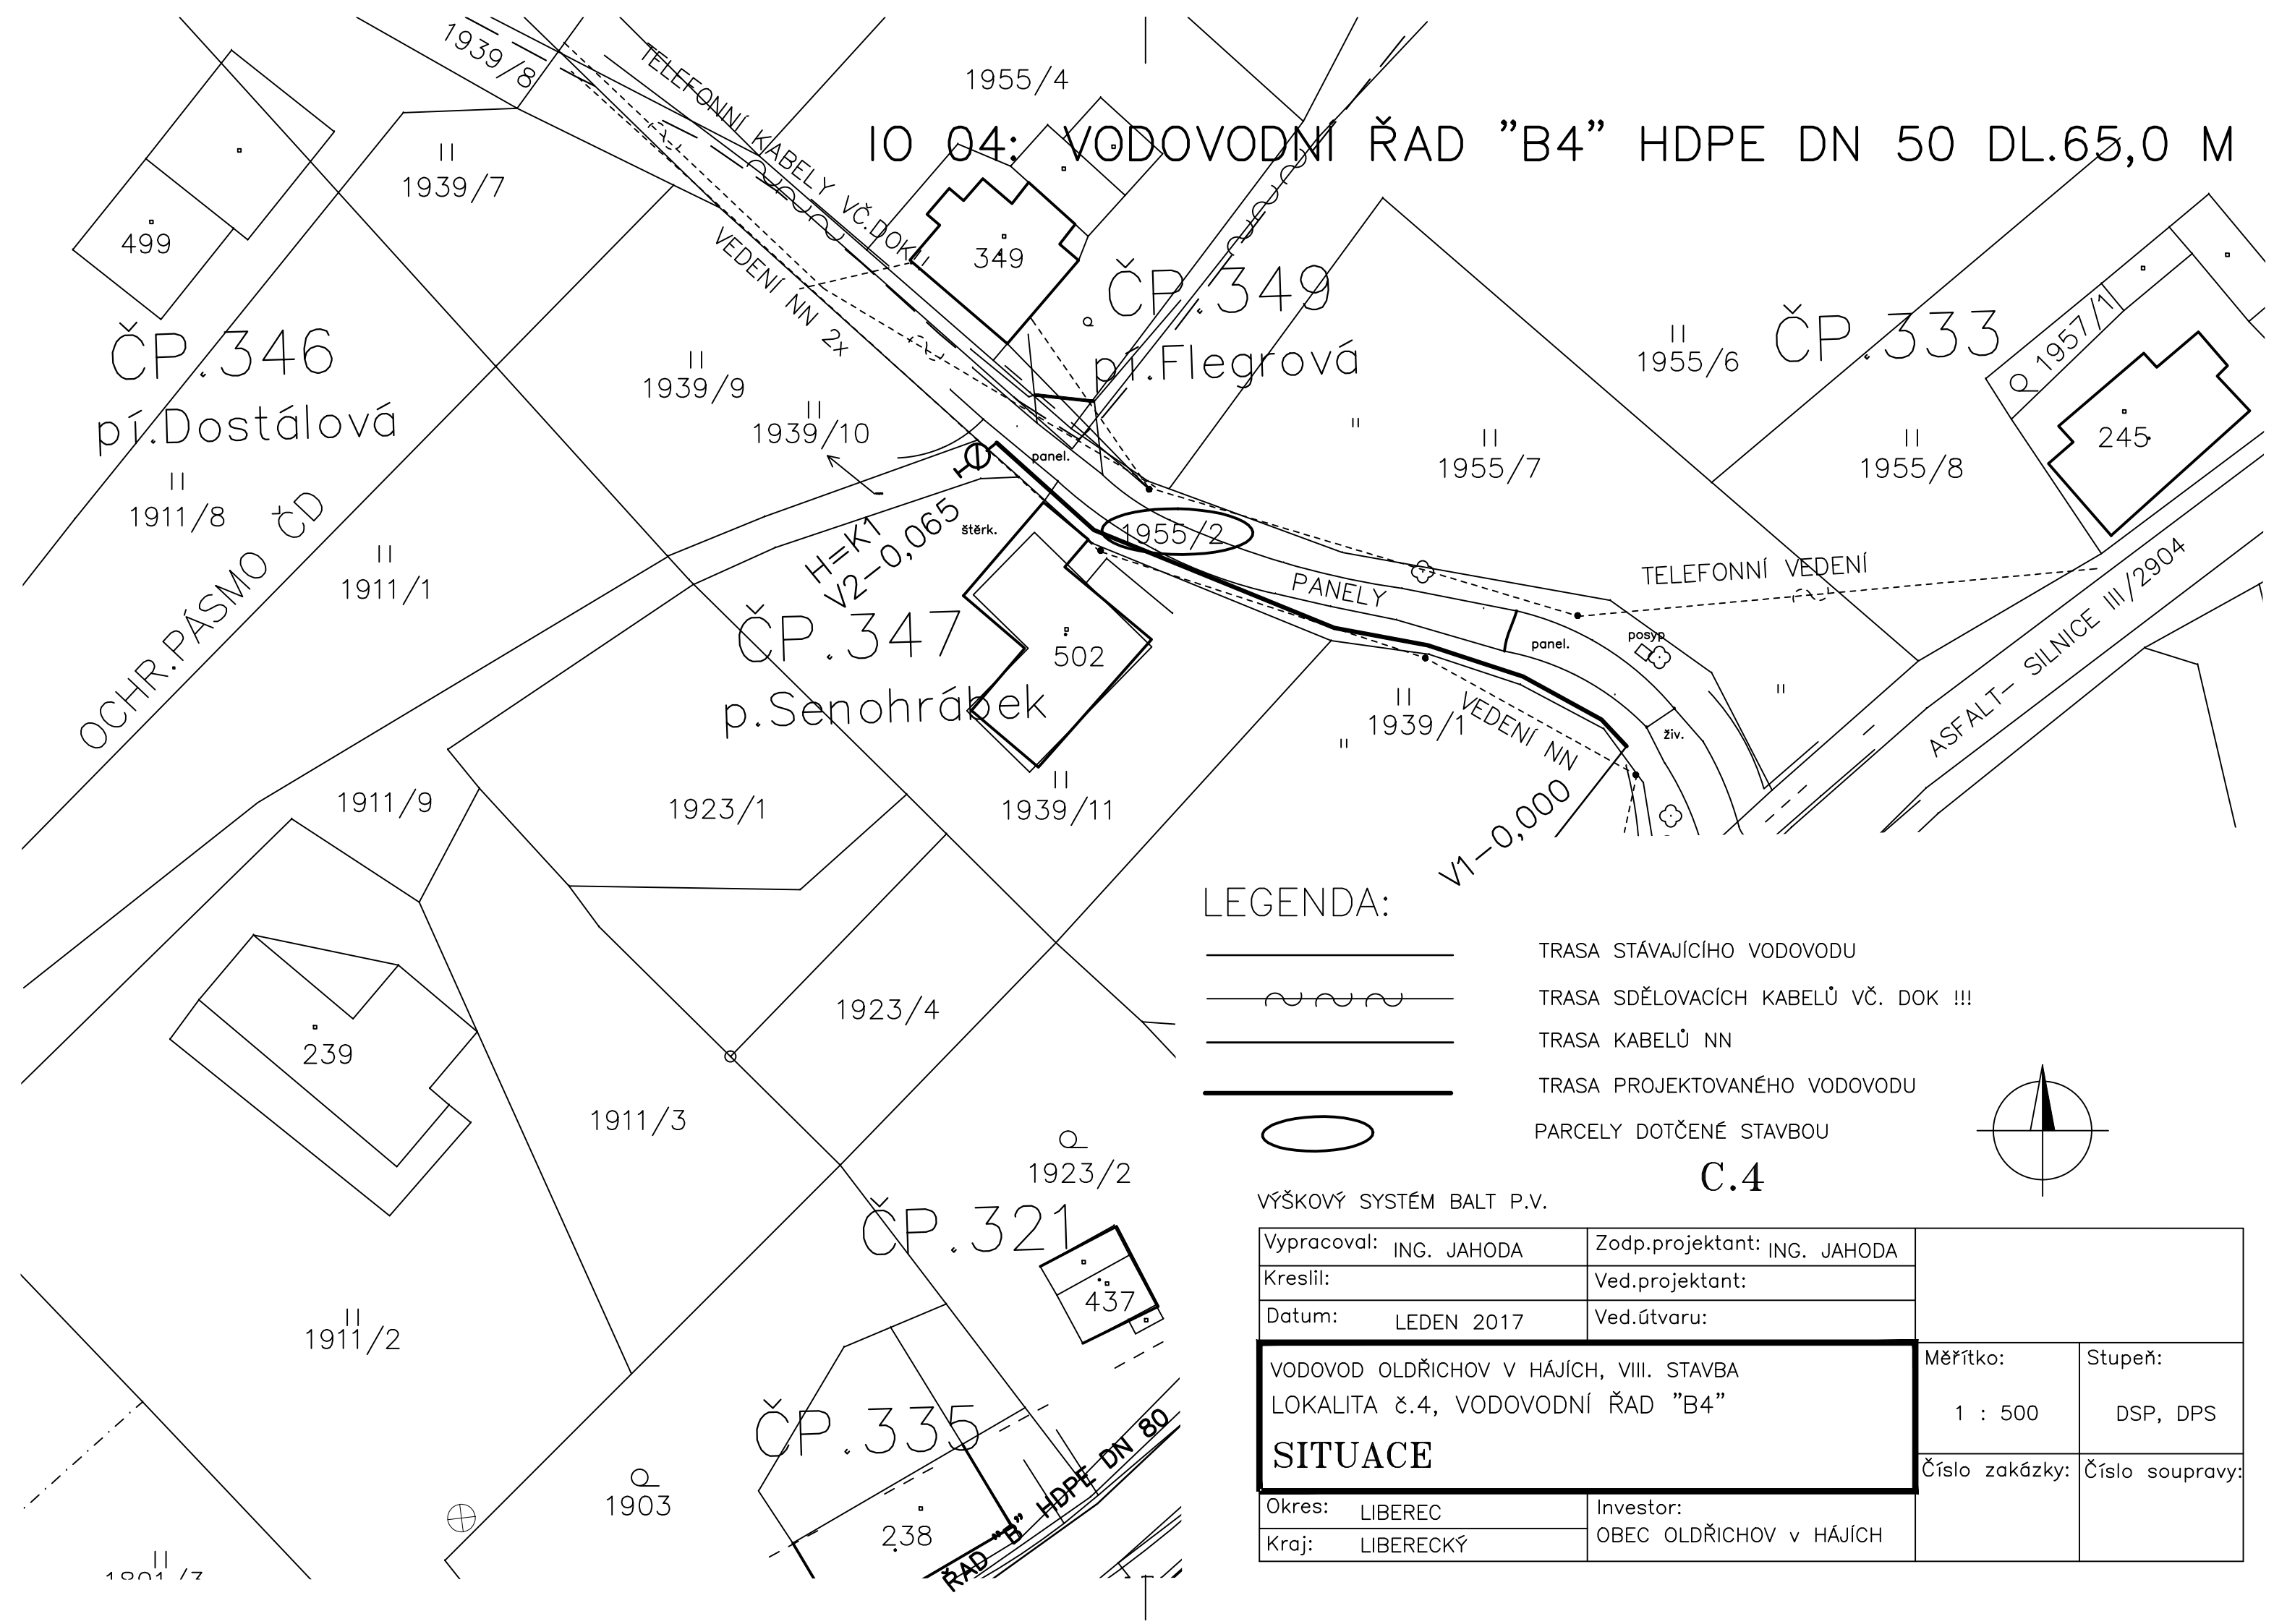 1939/8
TELEFONNÍ KABELY VČ.DOK!!
1955/4
IO 04: VODOVODNÍ ŘAD "B4" HDPE DN 50 DL.65,0 M
1939/7
499
349
VEDENÍ NN 2x
ČP.349
pí.Flegrová
ČP.346
pí.Dostálová
1939/9
1939/10
1955/6
ČP.333
1957/1
245
1955/7
1955/8
panel.
1911/8
OCHR.PÁSMO ČD
1911/1
H=K1
V2-0,065
štěrk.
1955/2
PANELY
TELEFONNÍ VEDENÍ
ASFALT- SILNICE III/2904
ČP.347
p.Senohrábek
502
panel.
posyp
1939/1
VEDENÍ NN
živ.
1911/9
1923/1
1939/11
V1-0,000
LEGENDA:
TRASA STÁVAJÍCÍHO VODOVODU
TRASA SDĚLOVACÍCH KABELŮ VČ. DOK !!!
TRASA KABELŮ NN
TRASA PROJEKTOVANÉHO VODOVODU
PARCELY DOTČENÉ STAVBOU
1923/4
239
1911/3
1923/2
C.4
VÝŠKOVÝ SYSTÉM BALT P.V.
ČP.321
437
1911/2
ČP.335
1903
238
ŘAD "B" HDPE DN 80
1801/3
Vypracoval: ING. JAHODA
Zodp.projektant: ING. JAHODA
Kreslil:
Ved.projektant:
Datum: LEDEN 2017
Ved.útvaru:
VODOVOD OLDŘICHOV V HÁJÍCH, VIII. STAVBA
LOKALITA č.4, VODOVODNÍ ŘAD "B4"
SITUACE
Měřítko:
1 : 500
Stupeň:
DSP, DPS
Číslo zakázky:
Číslo soupravy:
Okres: LIBEREC
Kraj: LIBERECKÝ
Investor:
OBEC OLDŘICHOV v HÁJÍCH